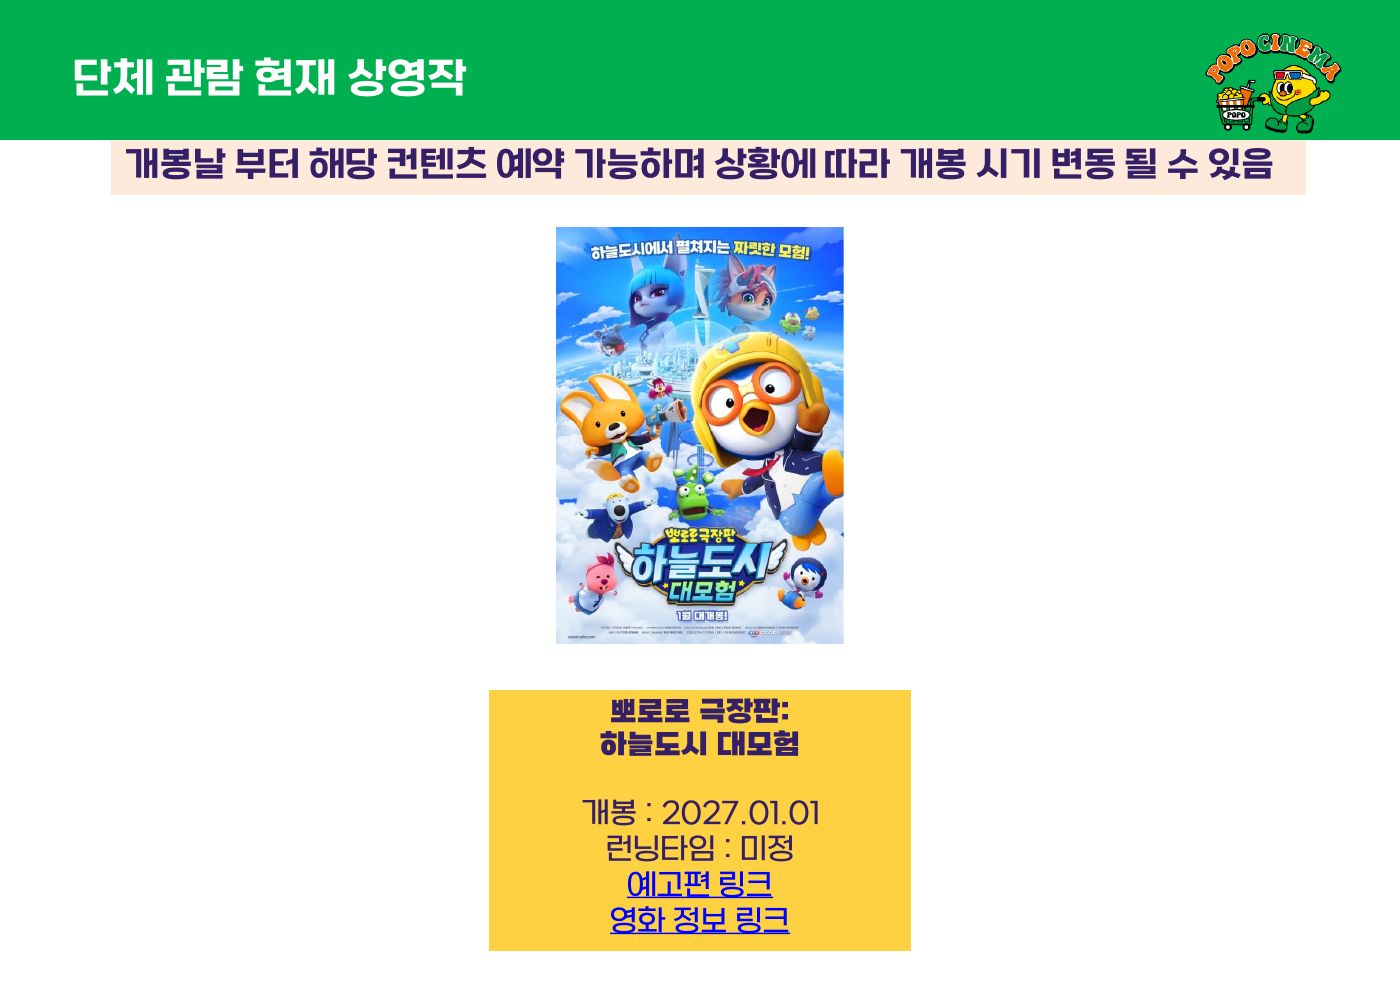 단체 관람 현재 상영작
POPO CINEMA
POPO
개봉날 부터 해당 컨텐츠 예약 가능하며 상황에 따라 개봉 시기 변동 될 수 있음
하늘도시에서 펼쳐지는 짜릿한 모험!
뽀로로 극장판
하늘도시
대모험
1월 대개봉!
뽀로로 극장판:
하늘도시 대모험
개봉 : 2027.01.01
런닝타임 : 미정
예고편 링크
영화 정보 링크